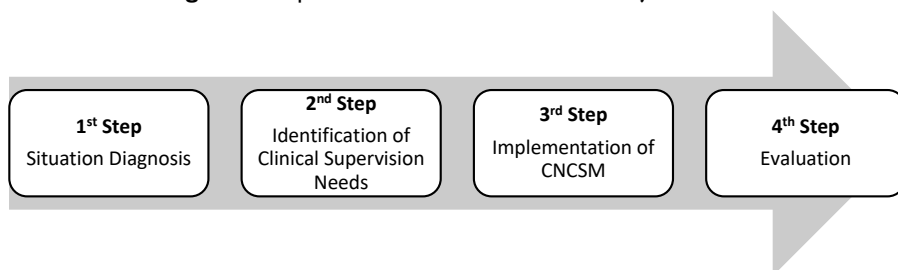 1st Step
Situation Diagnosis
2nd Step
Identification of
Clinical Supervision
Needs
3rd Step
Implementation of
CNCSM
4th Step
Evaluation